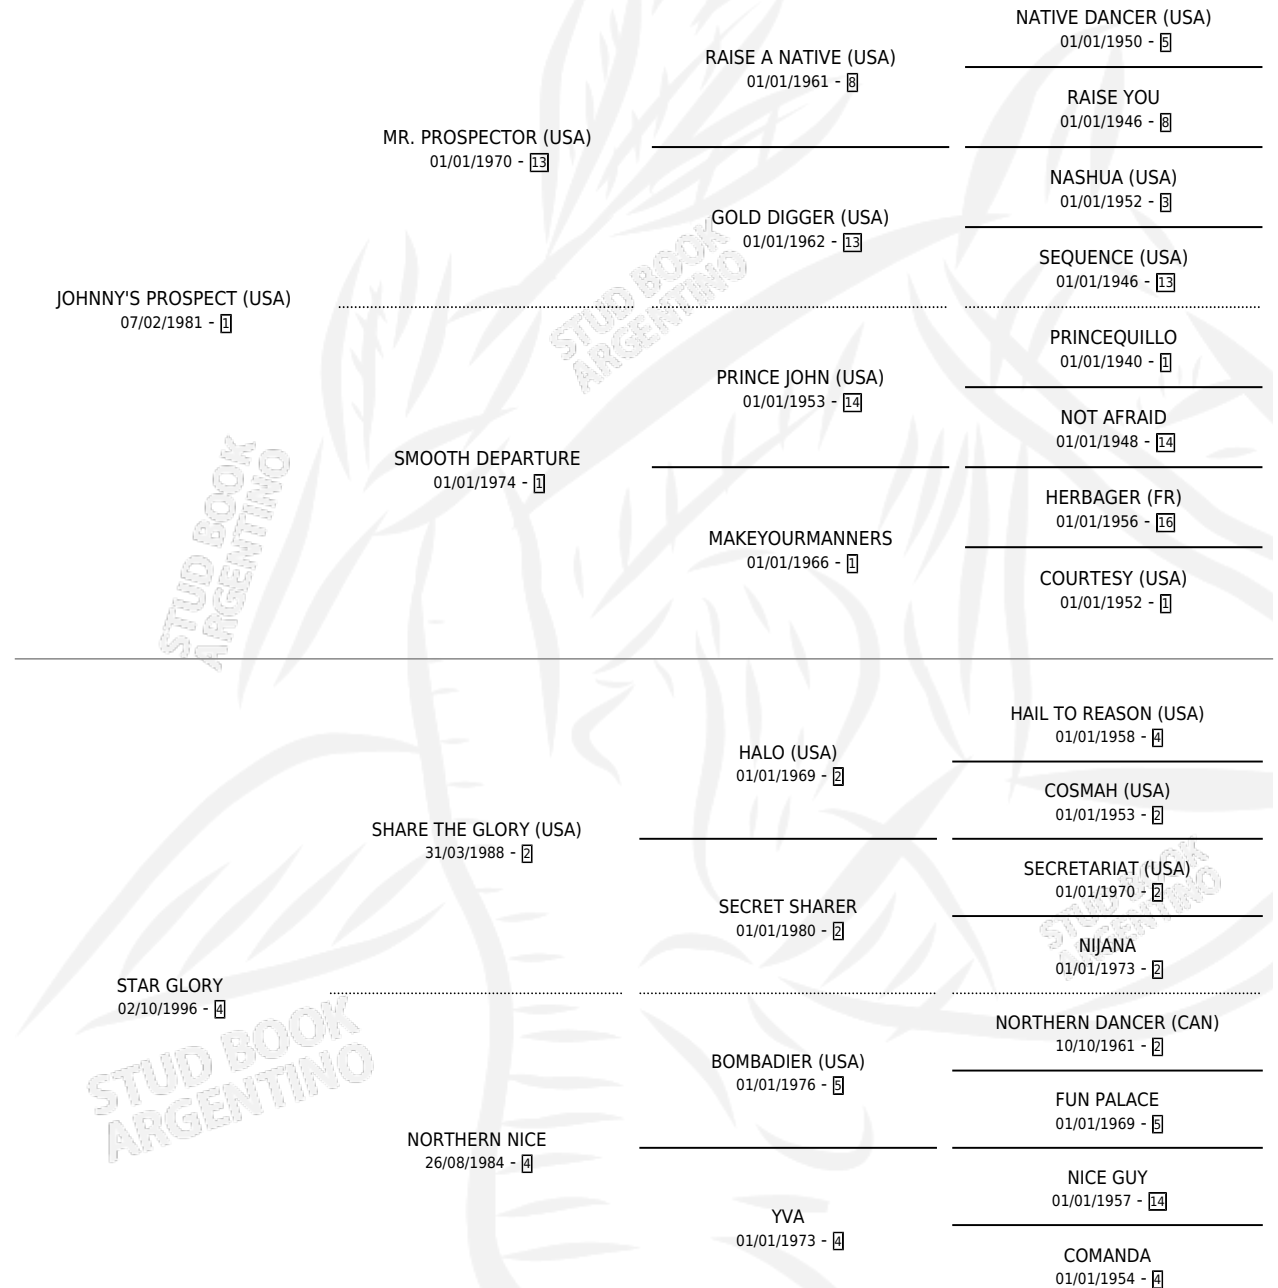 NATIVE DANCER (USA)
01/01/1950 - 5
RAISE A NATIVE (USA)
01/01/1961 - 8
RAISE YOU
01/01/1946 - 8
MR. PROSPECTOR (USA)
01/01/1970 - 13
NASHUA (USA)
01/01/1952 - 3
GOLD DIGGER (USA)
01/01/1962 - 13
SEQUENCE (USA)
01/01/1946 - 13
JOHNNY'S PROSPECT (USA)
07/02/1981 - 1
PRINCEQUILLO
01/01/1940 - 1
PRINCE JOHN (USA)
01/01/1953 - 14
NOT AFRAID
01/01/1948 - 14
SMOOTH DEPARTURE
01/01/1974 - 1
HERBAGER (FR)
01/01/1956 - 16
MAKEYOURMANNERS
01/01/1966 - 1
COURTESY (USA)
01/01/1952 - 1
HAIL TO REASON (USA)
01/01/1958 - 4
HALO (USA)
01/01/1969 - 2
COSMAH (USA)
01/01/1953 - 2
SHARE THE GLORY (USA)
31/03/1988 - 2
SECRETARIAT (USA)
01/01/1970 - 2
SECRET SHARER
01/01/1980 - 2
NIJANA
01/01/1973 - 2
STAR GLORY
02/10/1996 - 4
NORTHERN DANCER (CAN)
10/10/1961 - 2
BOMBADIER (USA)
01/01/1976 - 5
FUN PALACE
01/01/1969 - 5
NORTHERN NICE
26/08/1984 - 4
NICE GUY
01/01/1957 - 14
YVA
01/01/1973 - 4
COMANDA
01/01/1954 - 4
STUD BOOK
ARGENTINO
STUD BOOK
ARGENTINO
STUD BOOK
ARGENTINO
STUD BOOK
ARGENTINO